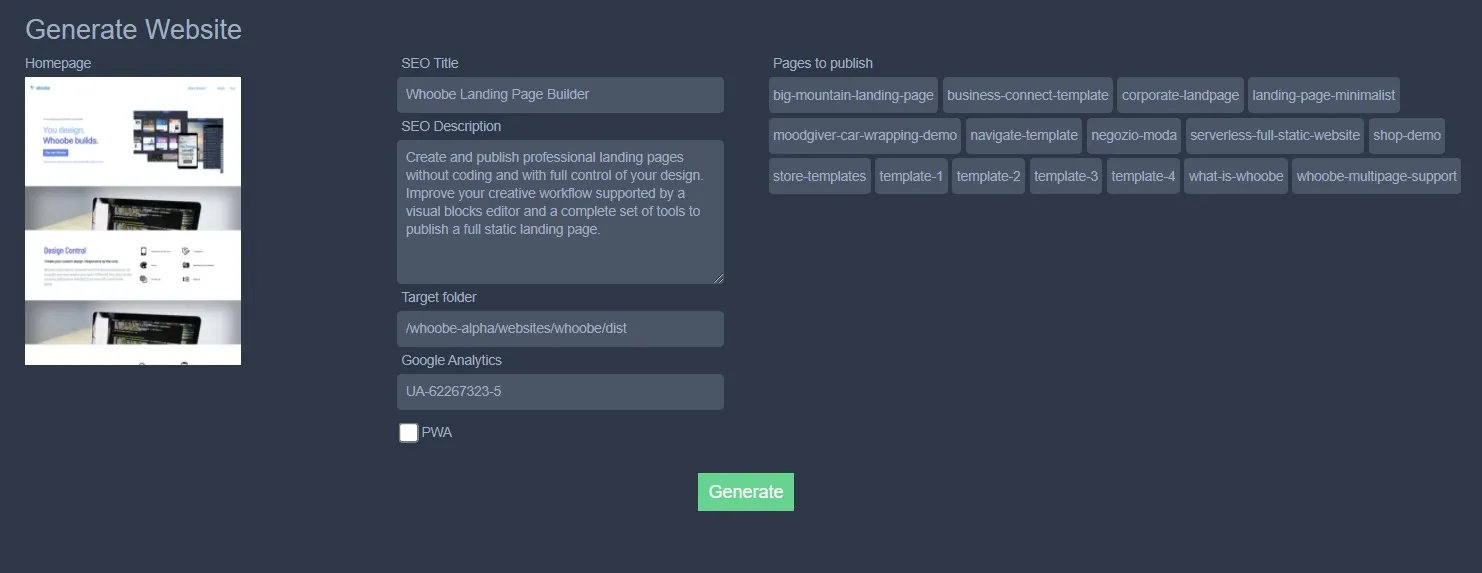 Generate Website
Homepage
whoobe
You design.
Whoobe builds.
Design Control
SEO Title
Whoobe Landing Page Builder
SEO Description
Create and publish professional landing pages
without coding and with full control of your design.
Improve your creative workflow supported by a
visual blocks editor and a complete set of tools to
publish a full static landing page.
Target folder
/whoobe-alpha/websites/whoobe/dist
Google Analytics
UA-62267323-5
PWA
Pages to publish
big-mountain-landing-page business-connect-template corporate-landpage landing-page-minimalist
moodgiver-car-wrapping-demo navigate-template negozio-moda serverless-full-static-website shop-demo
store-templates template-1 template-2 template-3 template-4 what-is-whoobe whoobe-multipage-support
Generate